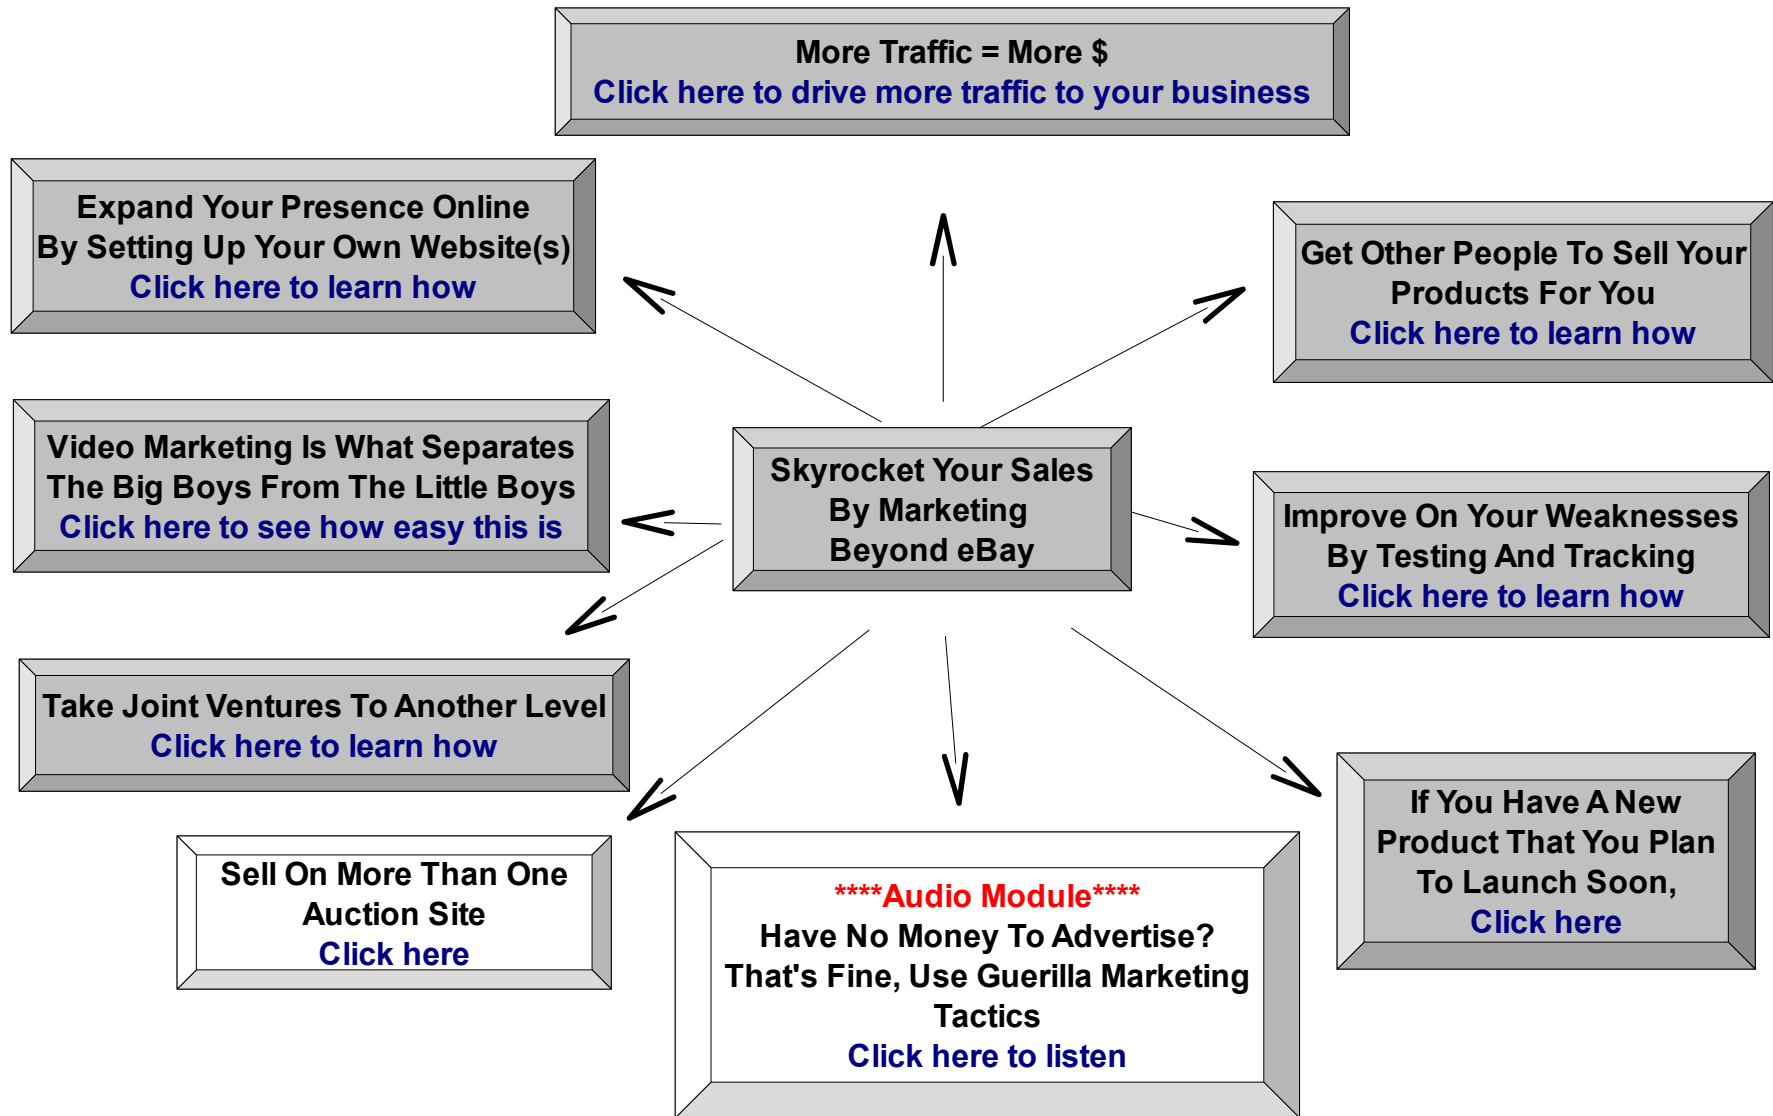 More Traffic = More $
Click here to drive more traffic to your business
Expand Your Presence Online
By Setting Up Your Own Website(s)
Click here to learn how
Get Other People To Sell Your
Products For You
Click here to learn how
Video Marketing Is What Separates
The Big Boys From The Little Boys
Click here to see how easy this is
Skyrocket Your Sales
By Marketing
Beyond eBay
Improve On Your Weaknesses
By Testing And Tracking
Click here to learn how
Take Joint Ventures To Another Level
Click here to learn how
Sell On More Than One
Auction Site
Click here
****Audio Module****
Have No Money To Advertise?
That's Fine, Use Guerilla Marketing
Tactics
Click here to listen
If You Have A New
Product That You Plan
To Launch Soon,
Click here